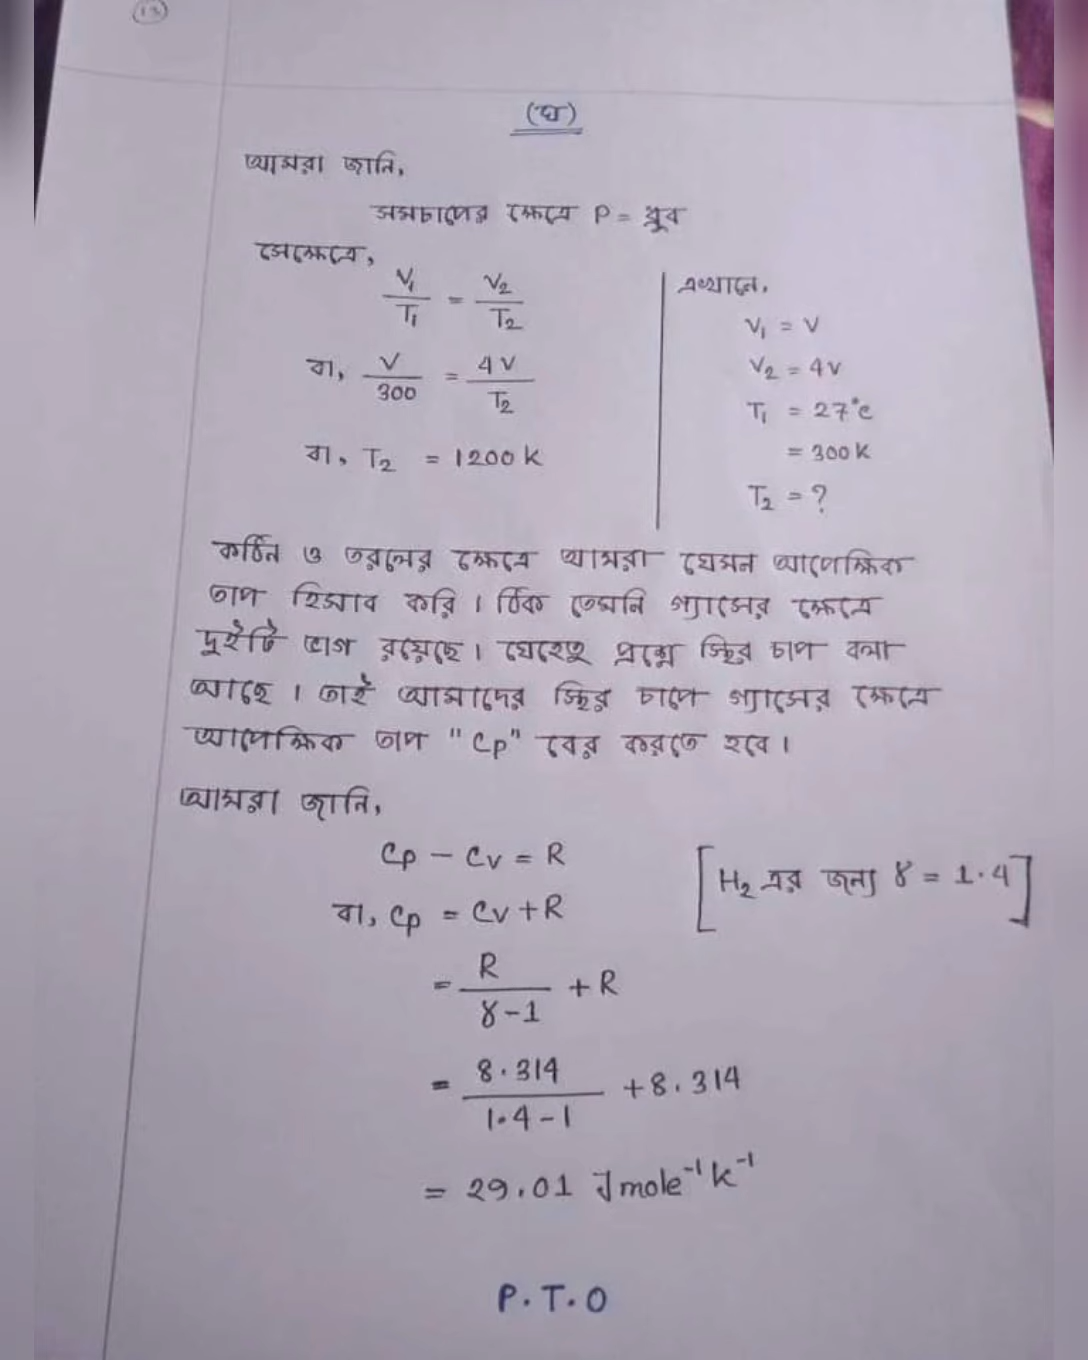 ১২
(ঘ)
আমরা জানি,
সমচাপের ক্ষেত্রে P = ধ্রুব
সেক্ষেত্রে,
V₁/T₁ = V₂/T₂
বা, V/300 = 4V/T₂
বা, T₂ = 1200 K
এখানে,
V₁ = V
V₂ = 4V
T₁ = 27°C
= 300 K
T₂ = ?
কঠিন ও তরলের ক্ষেত্রে আমরা যেমন আপেক্ষিক
তাপ হিসাব করি। ঠিক তেমনি গ্যাসের ক্ষেত্রে
দুইটি ভাগ রয়েছে। যেহেতু প্রশ্নে স্থির চাপ বলা
আছে। তাই আমাদের স্থির চাপে গ্যাসের ক্ষেত্রে
আপেক্ষিক তাপ "Cp" বের করতে হবে।
আমরা জানি,
Cp - Cv = R
বা, Cp = Cv + R
[H₂ এর জন্য γ = 1.4]
= R/(γ-1) + R
= 8.314/(1.4-1) + 8.314
= 29.01 J mole⁻¹ K⁻¹
P.T.O